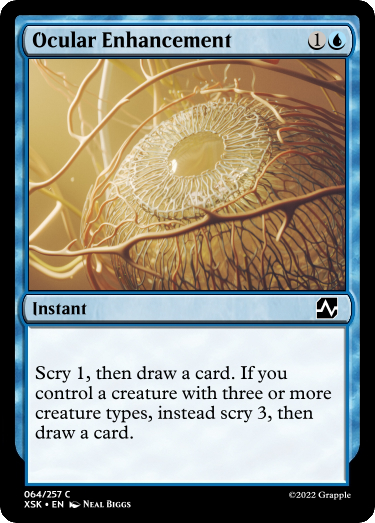 Ocular Enhancement 1
Instant
Scry 1, then draw a card. If you
control a creature with three or more
creature types, instead scry 3, then
draw a card.
064/257 C
XSK • EN Neal Biggs
©2022 Grapple